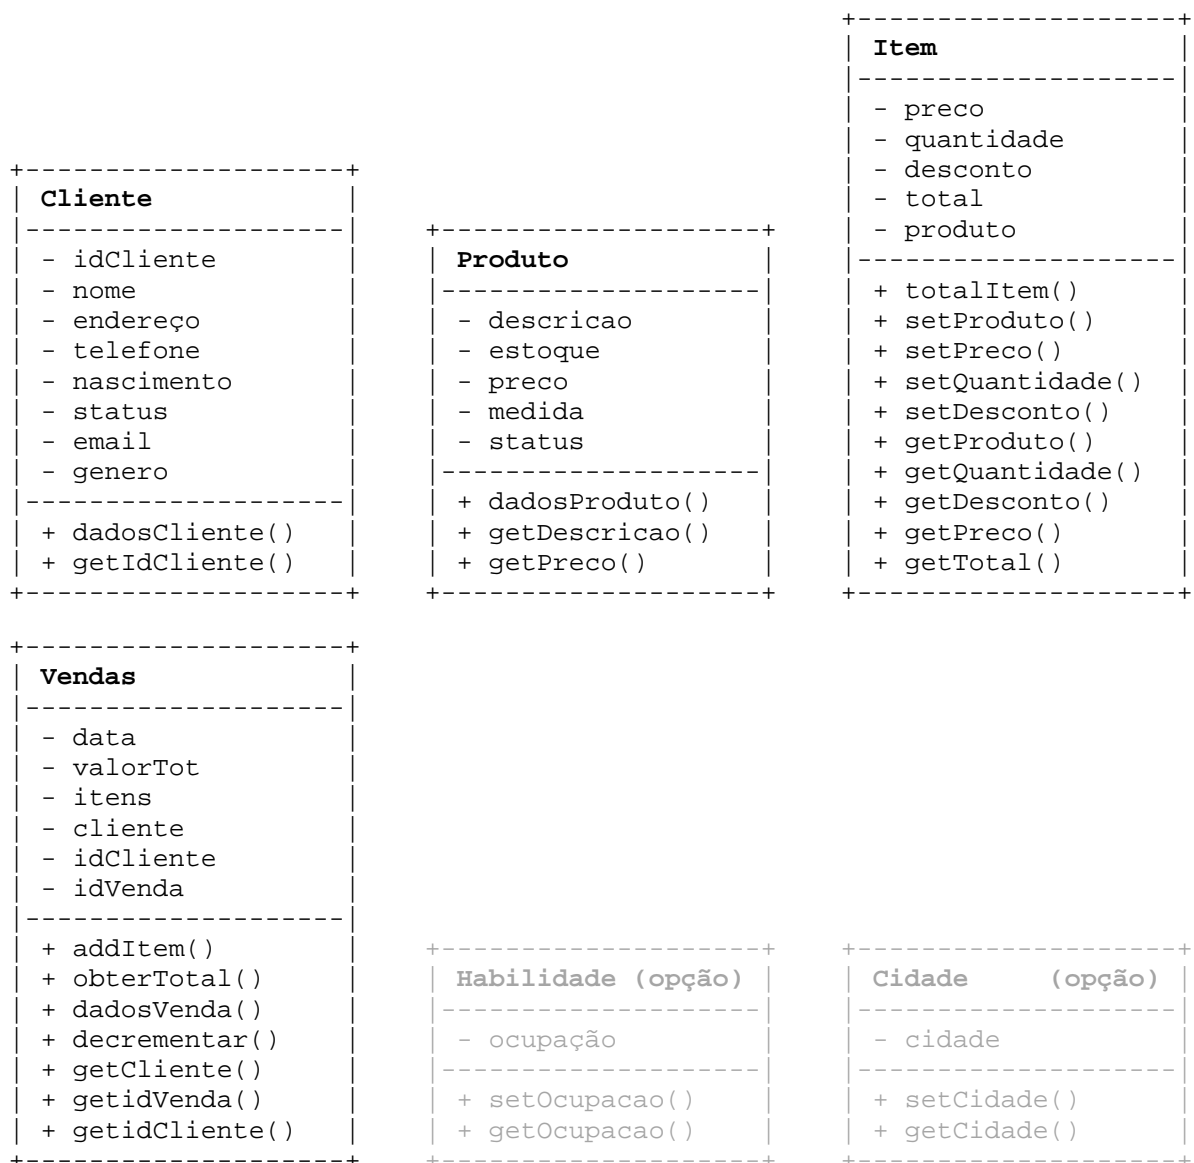 +--------------------+
| Item |
|--------------------|
| - preco |
| - quantidade |
| - desconto |
| - total |
| - produto |
|--------------------|
| + totalItem() |
| + setProduto() |
| + setPreco() |
| + setQuantidade() |
| + setDesconto() |
| + getProduto() |
| + getQuantidade() |
| + getDesconto() |
| + getPreco() |
| + getTotal() |
+--------------------+
+--------------------+
| Cliente |
|--------------------|
| - idCliente |
| - nome |
| - endereço |
| - telefone |
| - nascimento |
| - status |
| - email |
| - genero |
|--------------------|
| + dadosCliente() |
| + getIdCliente() |
+--------------------+
+--------------------+
| Produto |
|--------------------|
| - descricao |
| - estoque |
| - preco |
| - medida |
| - status |
|--------------------|
| + dadosProduto() |
| + getDescricao() |
| + getPreco() |
+--------------------+
+--------------------+
| Vendas |
|--------------------|
| - data |
| - valorTot |
| - itens |
| - cliente |
| - idCliente |
| - idVenda |
|--------------------|
| + addItem() |
| + obterTotal() |
| + dadosVenda() |
| + decrementar() |
| + getCliente() |
| + getidVenda() |
| + getidCliente() |
+--------------------+
+--------------------+
| Habilidade (opção) |
|--------------------|
| - ocupação |
|--------------------|
| + setOcupacao() |
| + getOcupacao() |
+--------------------+
+--------------------+
| Cidade (opção) |
|--------------------|
| - cidade |
|--------------------|
| + setCidade() |
| + getCidade() |
+--------------------+